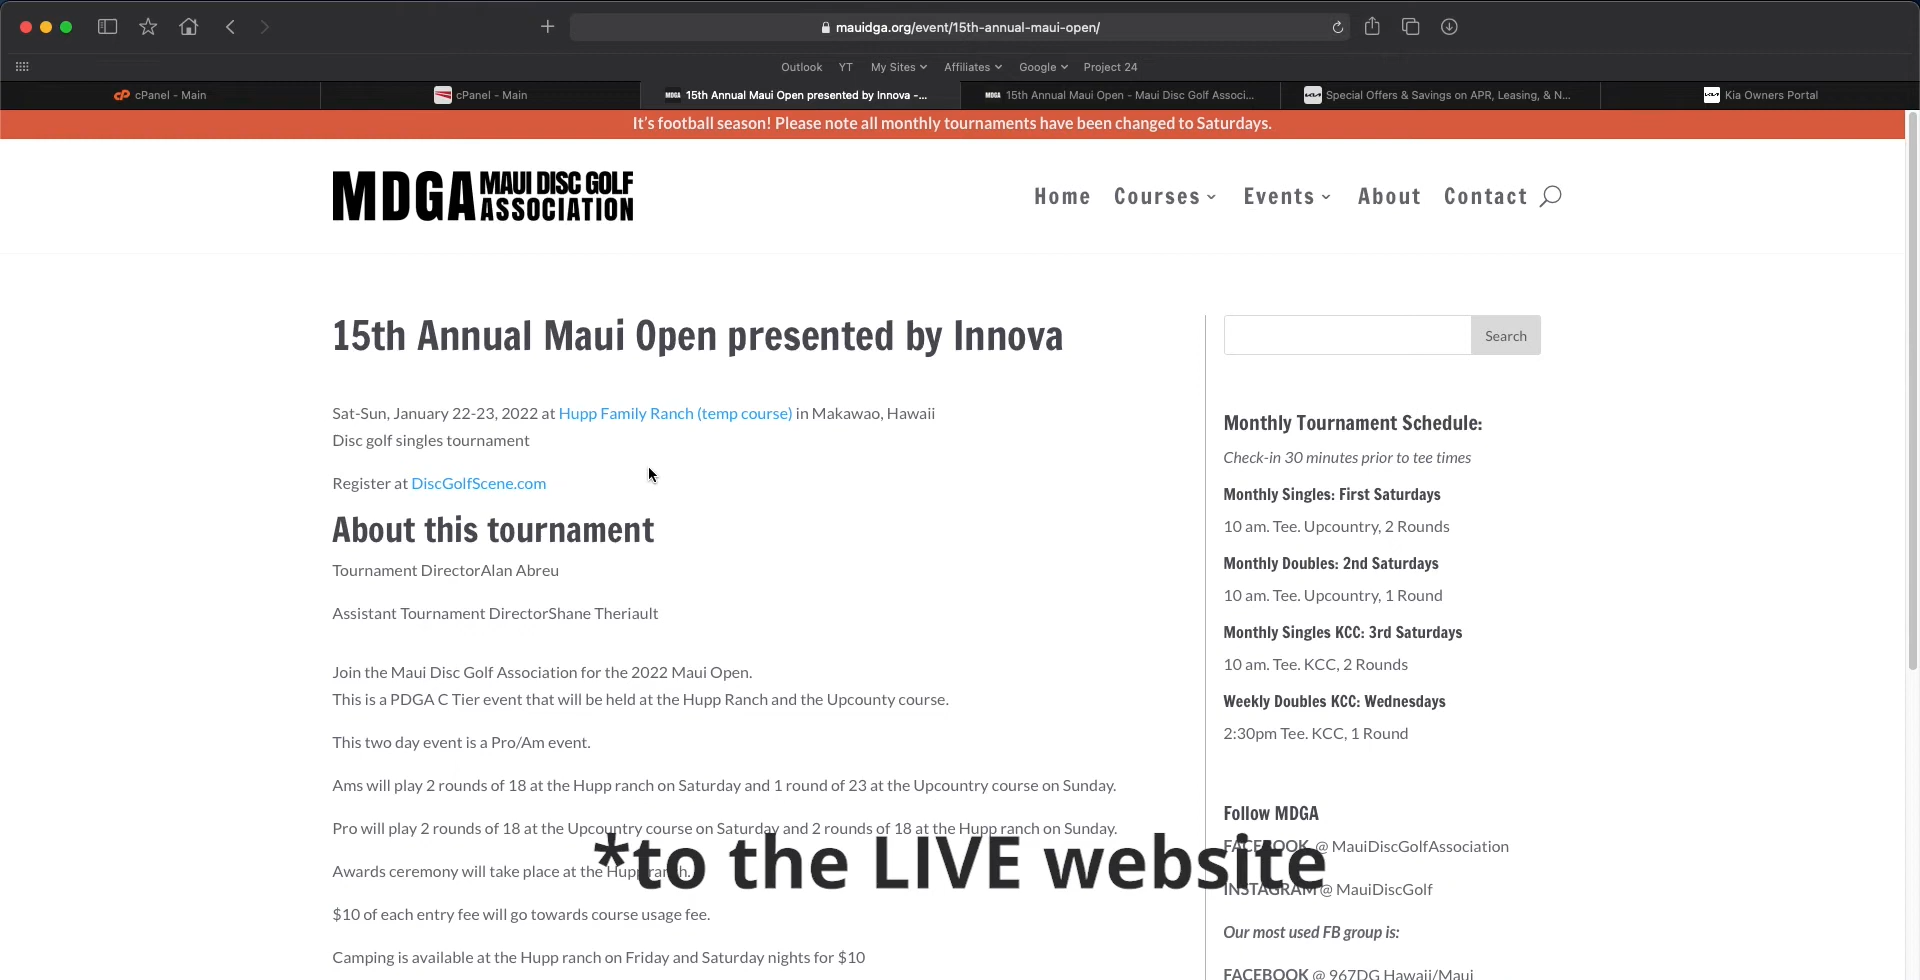 mauidga.org/event/15th-annual-maui-open/
Outlook YT My Sites Affiliates Google Project 24
cPanel - Main
cPanel - Main
15th Annual Maui Open presented by Innova -...
15th Annual Maui Open - Maui Disc Golf Associ...
Special Offers & Savings on APR, Leasing, & N...
Kia Owners Portal
It's football season! Please note all monthly tournaments have been changed to Saturdays.
MDGA MAUI DISC GOLF
ASSOCIATION
Home Courses Events About Contact
15th Annual Maui Open presented by Innova
Sat-Sun, January 22-23, 2022 at Hupp Family Ranch (temp course) in Makawao, Hawaii
Disc golf singles tournament
Register at DiscGolfScene.com
About this tournament
Tournament DirectorAlan Abreu
Assistant Tournament DirectorShane Theriault
Join the Maui Disc Golf Association for the 2022 Maui Open.
This is a PDGA C Tier event that will be held at the Hupp Ranch and the Upcounty course.
This two day event is a Pro/Am event.
Ams will play 2 rounds of 18 at the Hupp ranch on Saturday and 1 round of 23 at the Upcountry course on Sunday.
Pro will play 2 rounds of 18 at the Upcountry course on Saturday and 2 rounds of 18 at the Hupp ranch on Sunday.
Awards ceremony will take place at the Hupp ranch.
$10 of each entry fee will go towards course usage fee.
Camping is available at the Hupp ranch on Friday and Saturday nights for $10
Search
Monthly Tournament Schedule:
Check-in 30 minutes prior to tee times
Monthly Singles: First Saturdays
10 am. Tee. Upcountry, 2 Rounds
Monthly Doubles: 2nd Saturdays
10 am. Tee. Upcountry, 1 Round
Monthly Singles KCC: 3rd Saturdays
10 am. Tee. KCC, 2 Rounds
Weekly Doubles KCC: Wednesdays
2:30pm Tee. KCC, 1 Round
Follow MDGA
FACEBOOK @ MauiDiscGolfAssociation
INSTAGRAM @ MauiDiscGolf
Our most used FB group is:
FACEBOOK @ 967DG Hawaii/Maui
*to the LIVE website